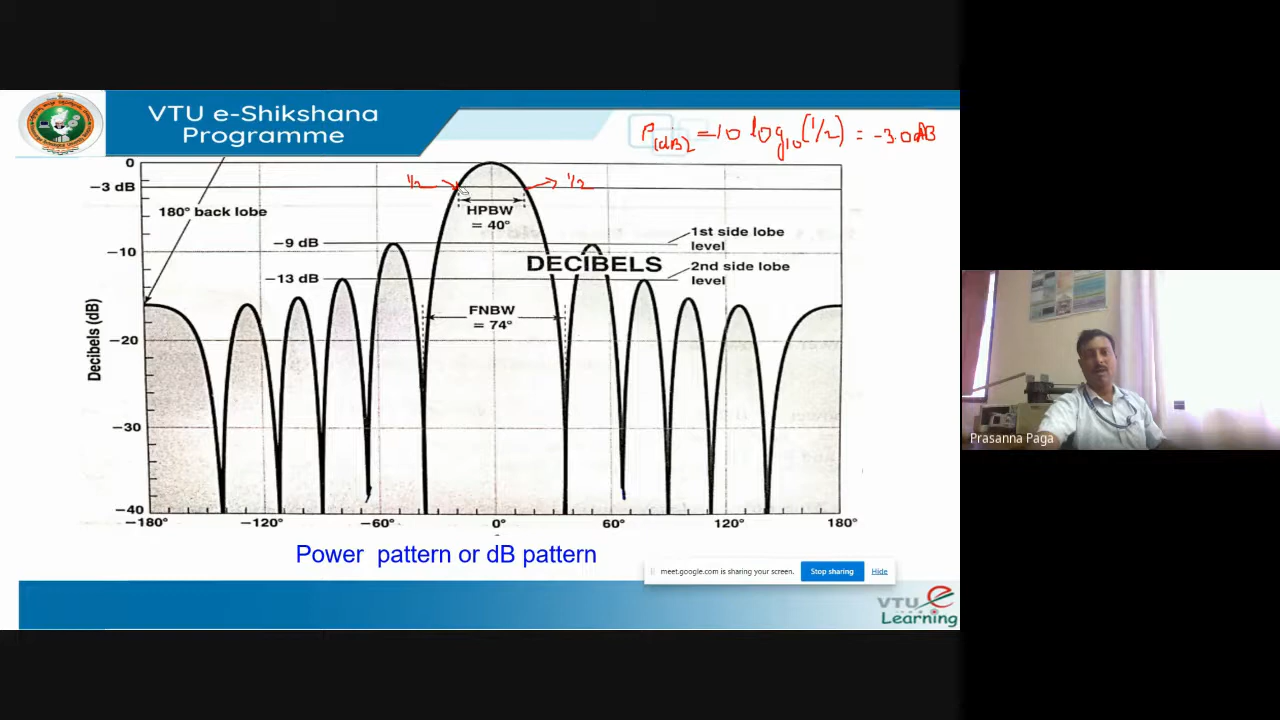 VTU e-Shikshana
Programme
P(dB) = 10 log10(1/2) = -3.0dB
0
-3 dB
1/2
1/2
180° back lobe
HPBW
= 40°
1st side lobe
level
-9 dB
-10
DECIBELS
2nd side lobe
level
-13 dB
FNBW
= 74°
Decibels (dB)
-20
-30
-40
-180°
-120°
-60°
0°
60°
120°
180°
Prasanna Paga
Power pattern or dB pattern
meet.google.com is sharing your screen.
Stop sharing
Hide
VTU e
Learning